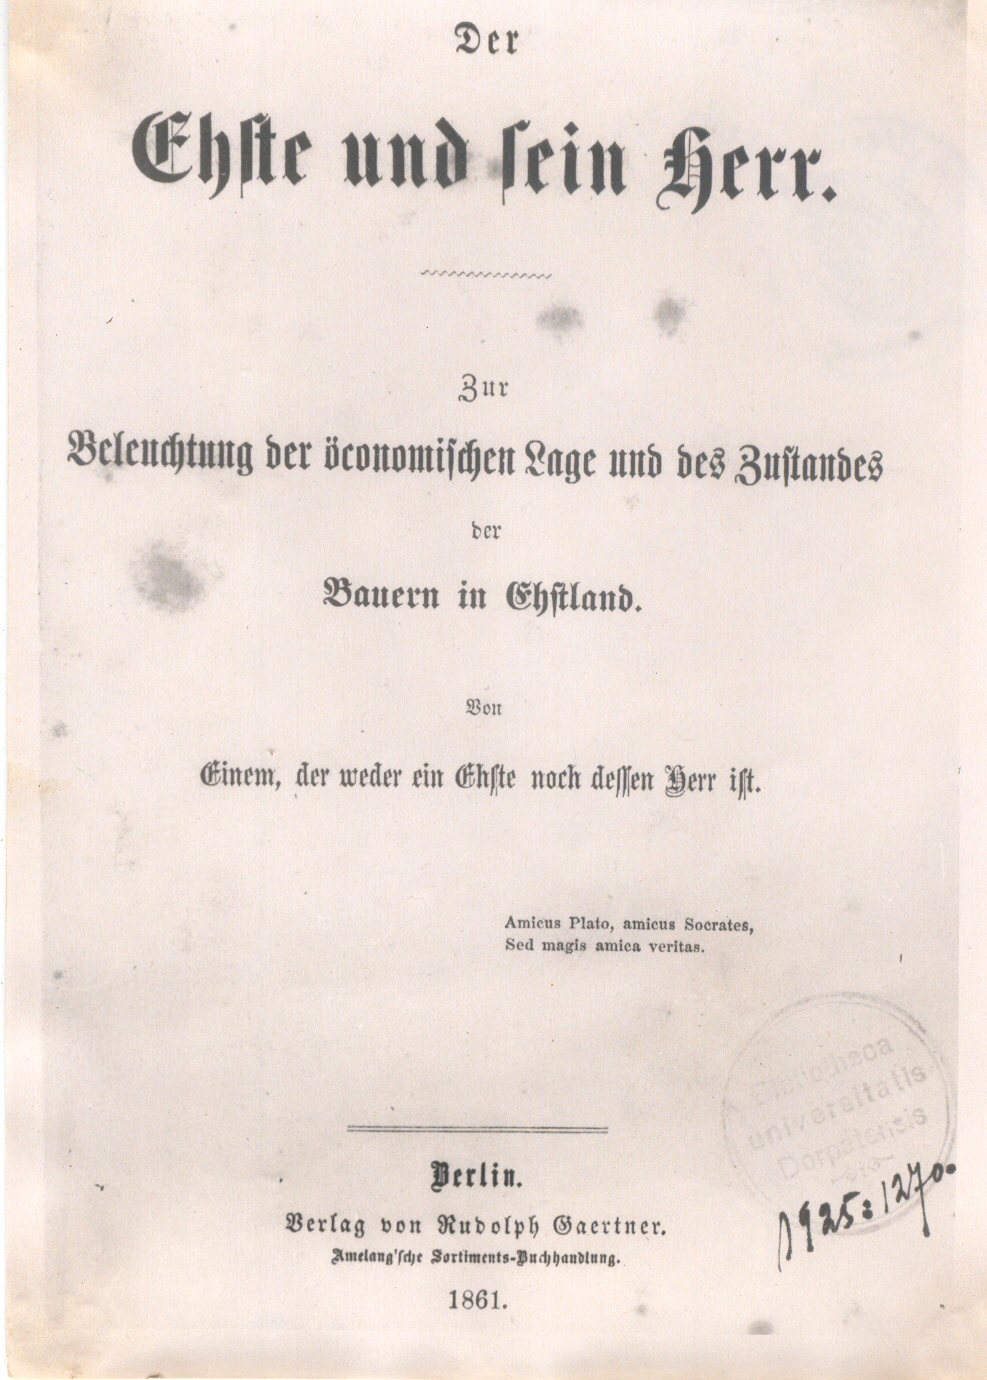 Der
Ehste und sein Herr.
Zur
Beleuchtung der öconomischen Lage und des Zustandes
der
Bauern in Ehstland.
Von
Einem, der weder ein Ehste noch dessen Herr ist.
Amicus Plato, amicus Socrates,
Sed magis amica veritas.
Bibliotheca
universitatis
Dorpatensis
1925:1270.
Berlin.
Verlag von Rudolph Gaertner.
Amelang'sche Sortiments-Buchhandlung.
1861.